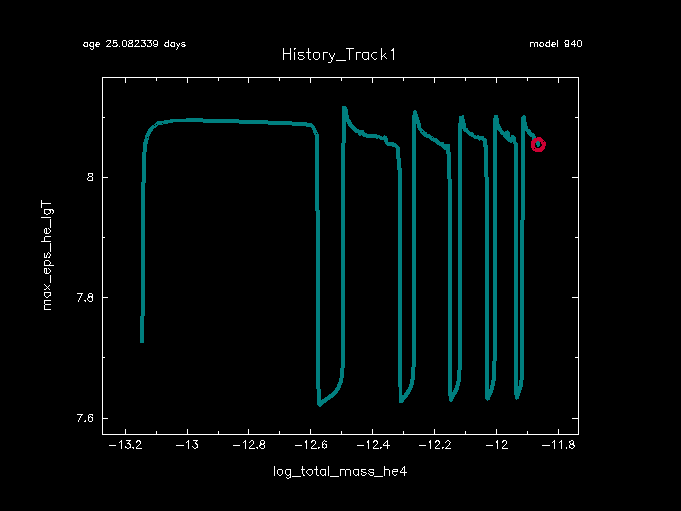 age 25.082339 days
model 940
History_Track1
max_eps_he_lgT
8
7.8
7.6
-13.2 -13 -12.8 -12.6 -12.4 -12.2 -12 -11.8
log_total_mass_he4